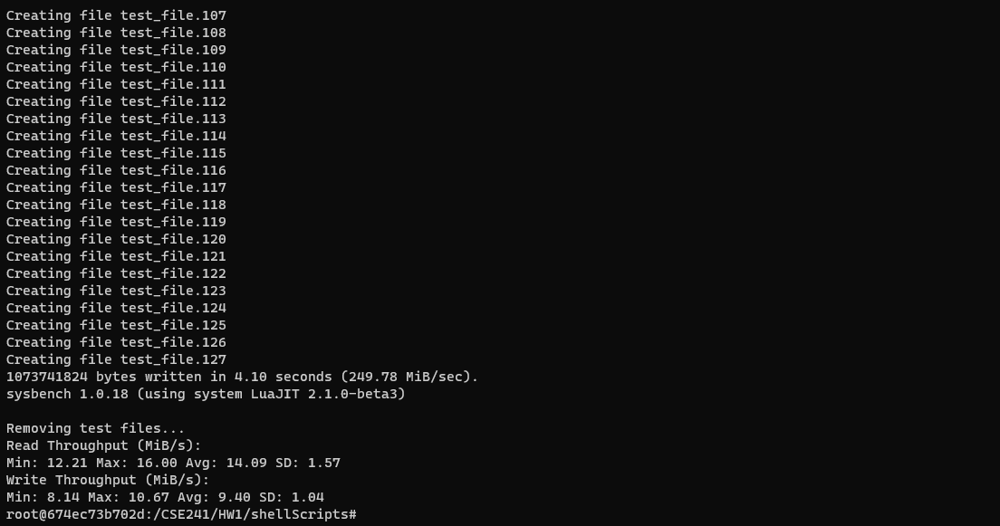 Creating file test_file.107
Creating file test_file.108
Creating file test_file.109
Creating file test_file.110
Creating file test_file.111
Creating file test_file.112
Creating file test_file.113
Creating file test_file.114
Creating file test_file.115
Creating file test_file.116
Creating file test_file.117
Creating file test_file.118
Creating file test_file.119
Creating file test_file.120
Creating file test_file.121
Creating file test_file.122
Creating file test_file.123
Creating file test_file.124
Creating file test_file.125
Creating file test_file.126
Creating file test_file.127
1073741824 bytes written in 4.10 seconds (249.78 MiB/sec).
sysbench 1.0.18 (using system LuaJIT 2.1.0-beta3)
Removing test files...
Read Throughput (MiB/s):
Min: 12.21 Max: 16.00 Avg: 14.09 SD: 1.57
Write Throughput (MiB/s):
Min: 8.14 Max: 10.67 Avg: 9.40 SD: 1.04
root@674ec73b702d:/CSE241/HW1/shellScripts#